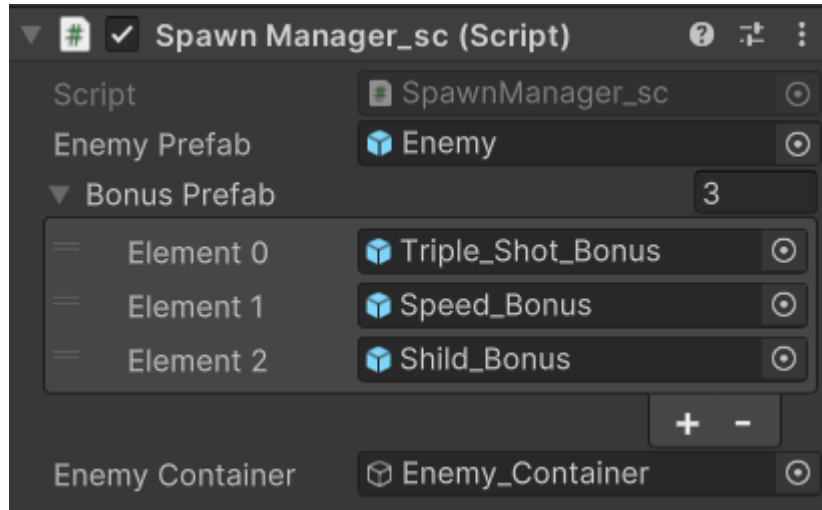 Spawn Manager_sc (Script)
Script SpawnManager_sc
Enemy Prefab Enemy
Bonus Prefab 3
Element 0 Triple_Shot_Bonus
Element 1 Speed_Bonus
Element 2 Shild_Bonus
+ -
Enemy Container Enemy_Container